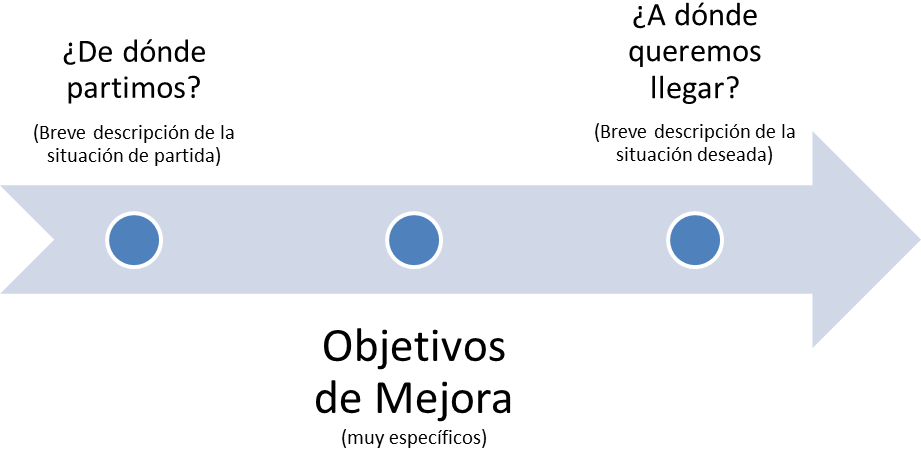 ¿De dónde
partimos?
(Breve descripción de la
situación de partida)
Objetivos
de Mejora
(muy específicos)
¿A dónde
queremos
llegar?
(Breve descripción de la
situación deseada)